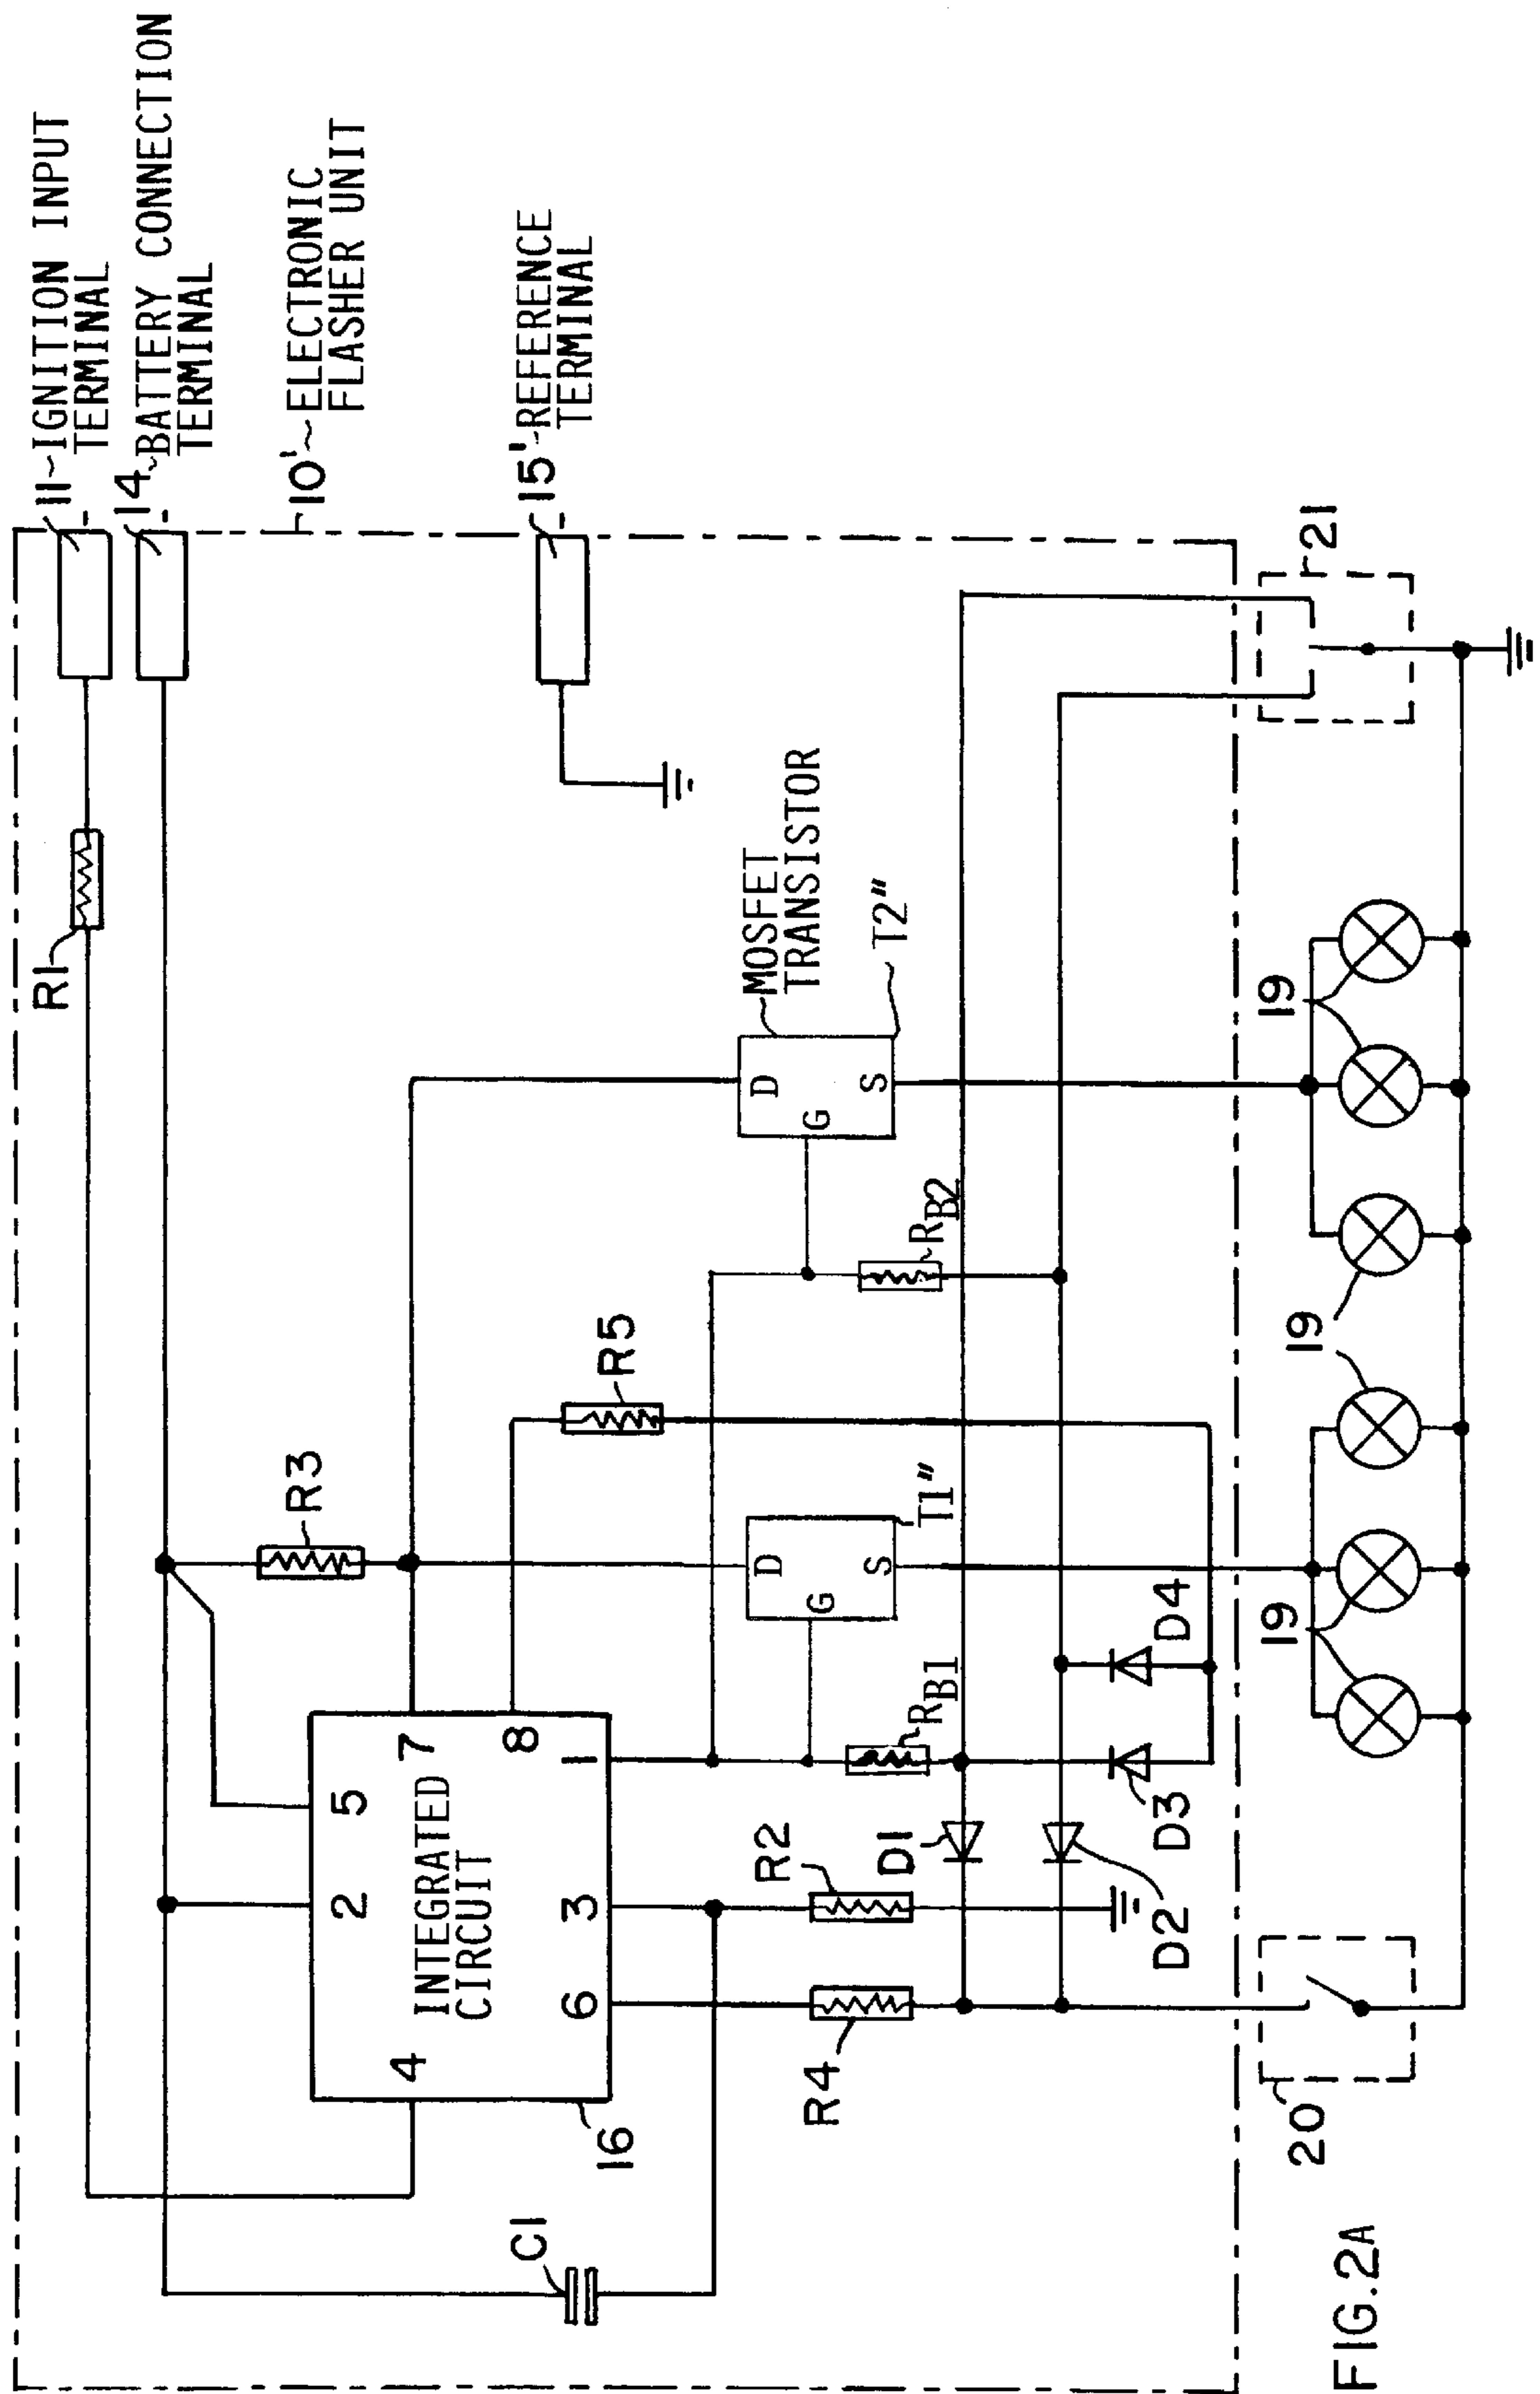 11 IGNITION INPUT
TERMINAL
14 BATTERY CONNECTION
TERMINAL
10' ELECTRONIC
FLASHER UNIT
15' REFERENCE
TERMINAL
R1
R3
R5
MOSFET
TRANSISTOR
T2"
D
G
S
RB2
T1"
D
G
S
RB1
INTEGRATED
CIRCUIT
4
2
5
7
8
1
3
6
16
C1
R4
R2
D1
D2
D3
D4
20
19
19
19
19
21
FIG.2A